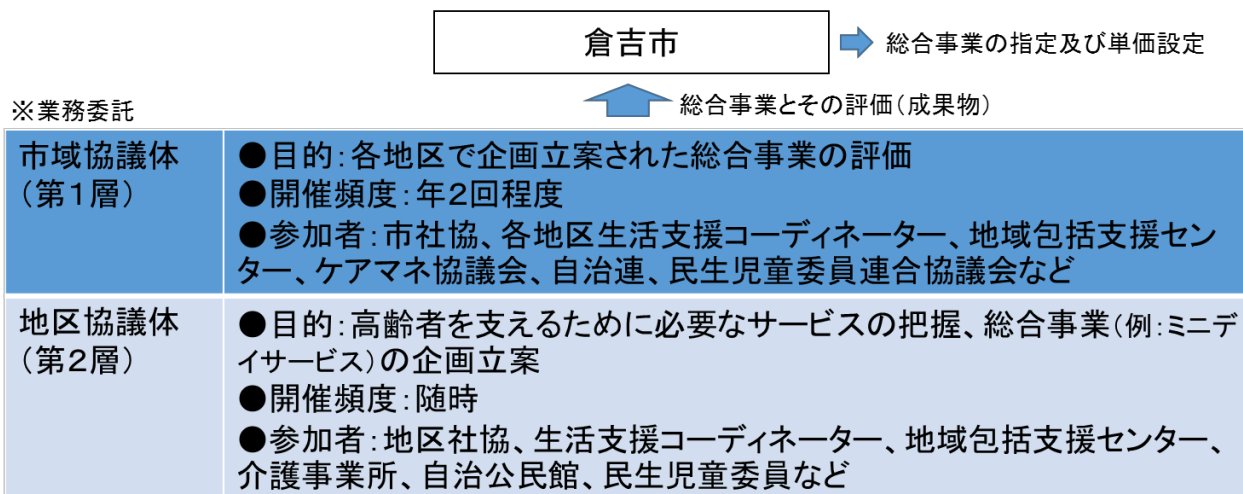 倉吉市
総合事業の指定及び単価設定
総合事業とその評価(成果物)
※業務委託
市域協議体
(第1層)
●目的:各地区で企画立案された総合事業の評価
●開催頻度:年2回程度
●参加者:市社協、各地区生活支援コーディネーター、地域包括支援セン
ター、ケアマネ協議会、自治連、民生児童委員連合協議会など
地区協議体
(第2層)
●目的:高齢者を支えるために必要なサービスの把握、総合事業(例:ミニデ
イサービス)の企画立案
●開催頻度:随時
●参加者:地区社協、生活支援コーディネーター、地域包括支援センター、
介護事業所、自治公民館、民生児童委員など